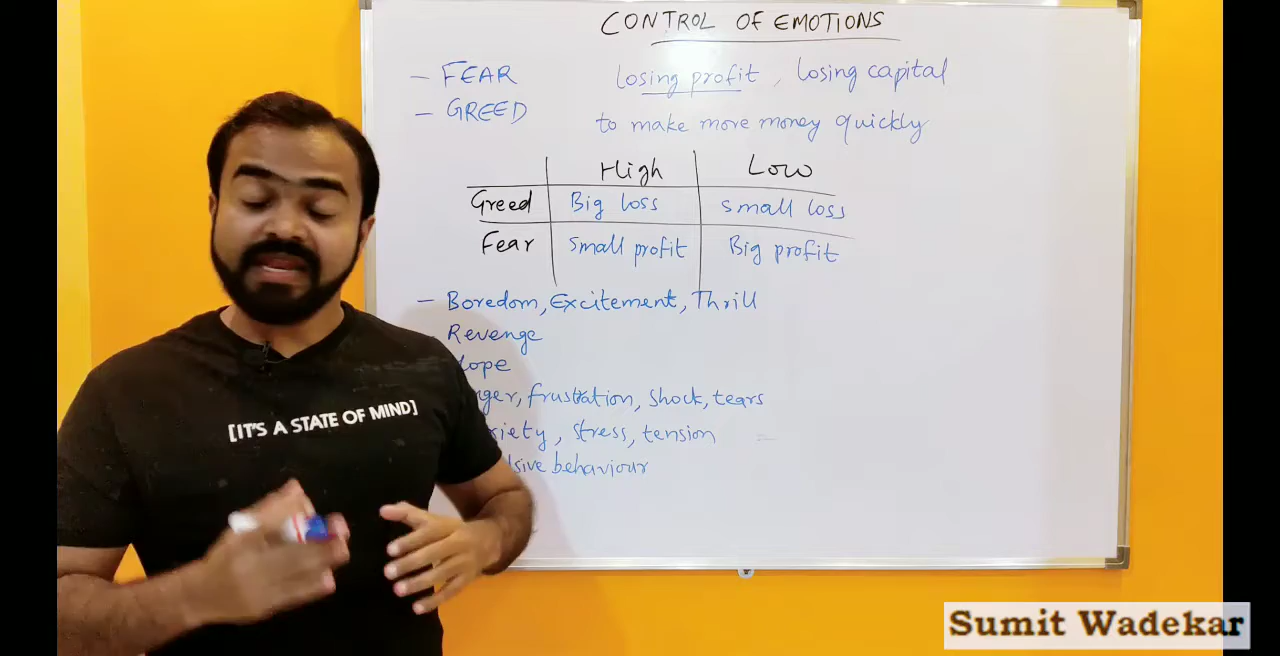 CONTROL OF EMOTIONS
- FEAR losing profit, losing capital
- GREED to make more money quickly
High Low
Greed Big loss small loss
Fear small profit Big profit
- Boredom, Excitement, Thrill
Revenge
frustration, shock, tears
stress, tension
behaviour
[IT'S A STATE OF MIND]
Sumit Wadekar